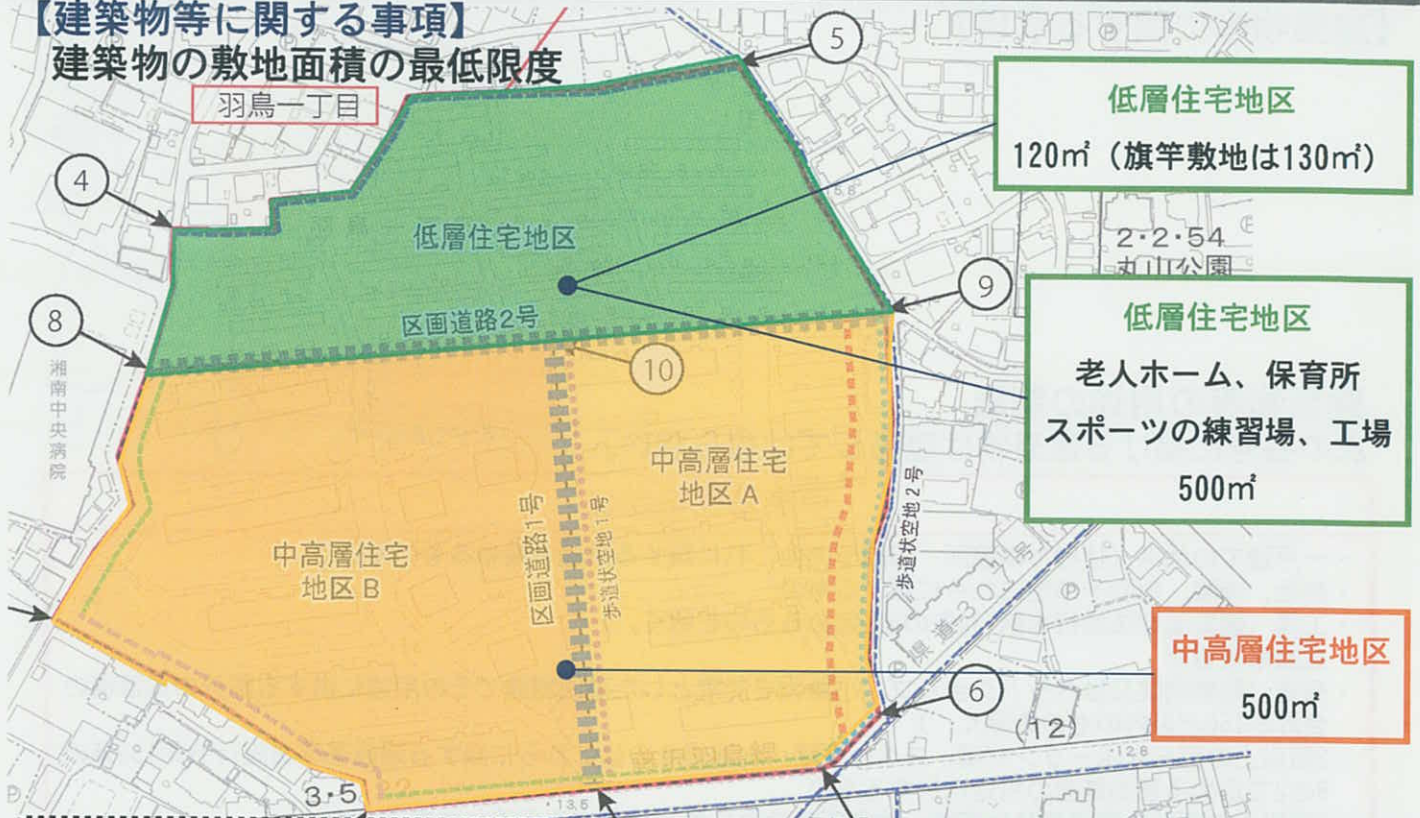 【建築物等に関する事項】
建築物の敷地面積の最低限度
羽鳥一丁目
5
低層住宅地区
120㎡（旗竿敷地は130㎡）
4
羽鳥
低層住宅地区
2・2・54
丸山公園
9
区画道路2号
8
10
低層住宅地区
老人ホーム、保育所
スポーツの練習場、工場
500㎡
湘南中央病院
中高層住宅
地区 A
区画道路1号
歩道状空地1号
歩道状空地2号
中高層住宅
地区 B
県道30号
中高層住宅地区
500㎡
6
(12)
12.8
3・5
13.5